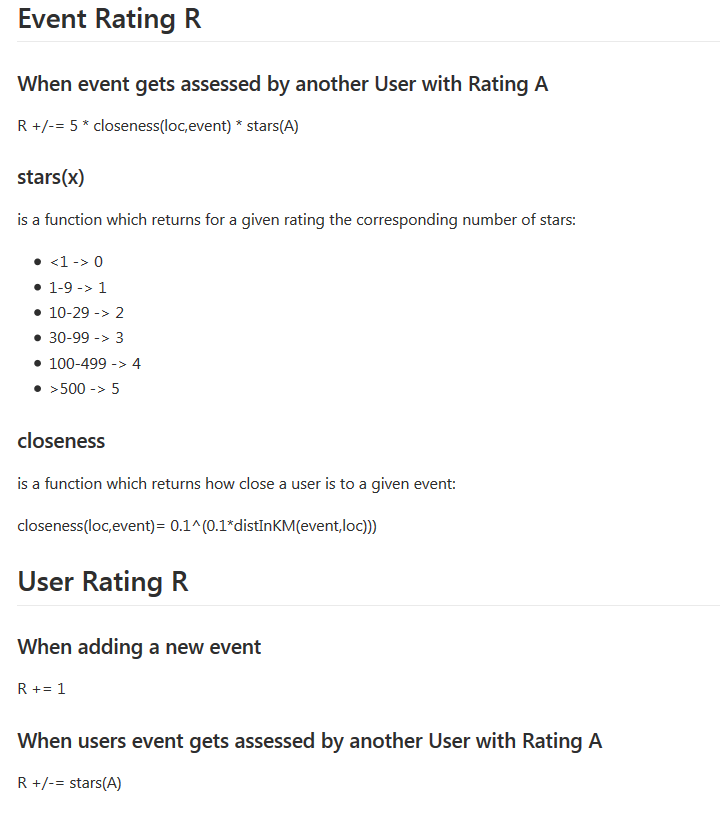 Event Rating R
When event gets assessed by another User with Rating A
R +/-= 5 * closeness(loc,event) * stars(A)
stars(x)
is a function which returns for a given rating the corresponding number of stars:
• <1 -> 0
• 1-9 -> 1
• 10-29 -> 2
• 30-99 -> 3
• 100-499 -> 4
• >500 -> 5
closeness
is a function which returns how close a user is to a given event:
closeness(loc,event)= 0.1^(0.1*distInKM(event,loc)))
User Rating R
When adding a new event
R += 1
When users event gets assessed by another User with Rating A
R +/-= stars(A)